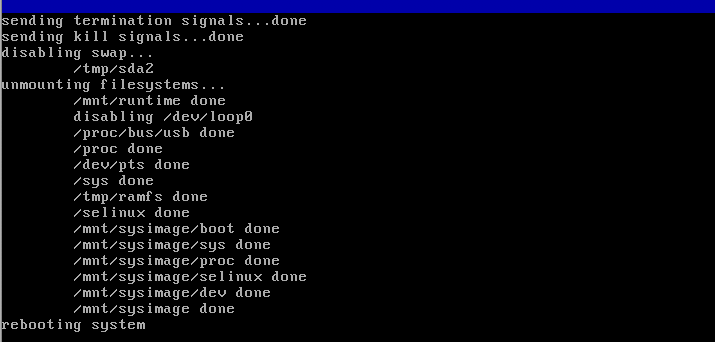 sending termination signals...done
sending kill signals...done
disabling swap...
/tmp/sda2
unmounting filesystems...
/mnt/runtime done
disabling /dev/loop0
/proc/bus/usb done
/proc done
/dev/pts done
/sys done
/tmp/ramfs done
/selinux done
/mnt/sysimage/boot done
/mnt/sysimage/sys done
/mnt/sysimage/proc done
/mnt/sysimage/selinux done
/mnt/sysimage/dev done
/mnt/sysimage done
rebooting system